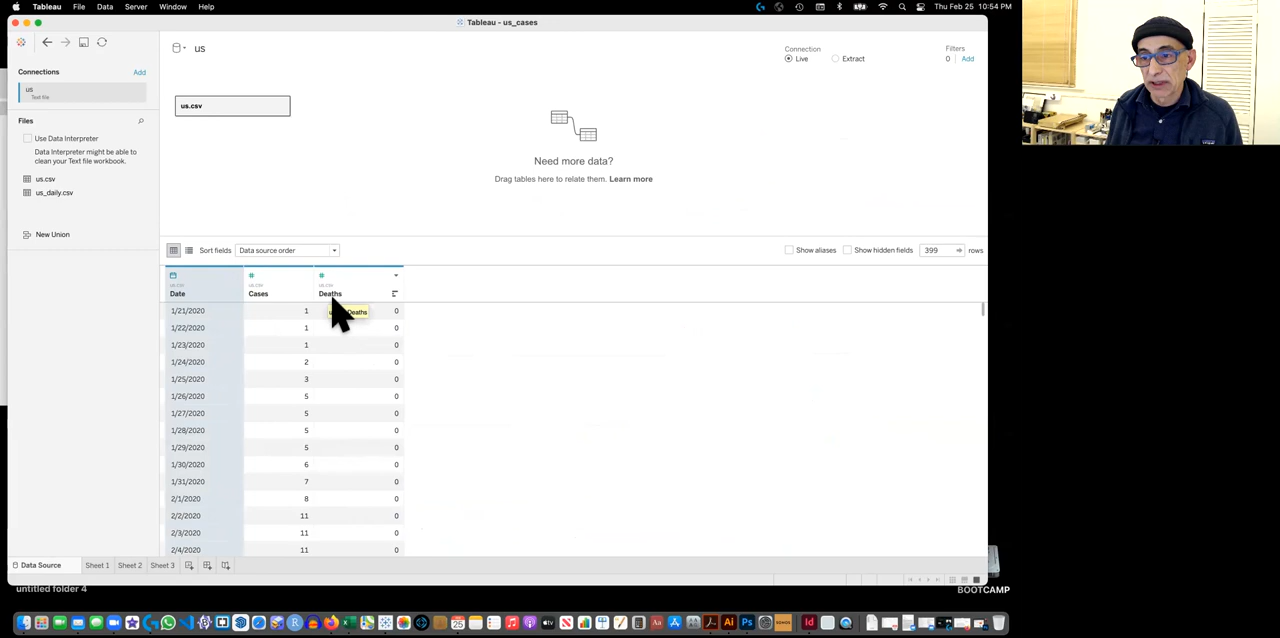 Tableau File Data Server Window Help
Thu Feb 25 10:54 PM
Tableau - us_cases
Connections Add
us
Text file
Files
Use Data Interpreter
Data Interpreter might be able to
clean your Text file workbook.
us.csv
us_daily.csv
New Union
us
Connection
Live Extract
Filters
0 Add
us.csv
Need more data?
Drag tables here to relate them. Learn more
Sort fields Data source order
Show aliases Show hidden fields 399 rows
us.csv us.csv us.csv
Date Cases Deaths
1/21/2020 1 0
1/22/2020 1 0
1/23/2020 1 0
1/24/2020 2 0
1/25/2020 3 0
1/26/2020 5 0
1/27/2020 5 0
1/28/2020 5 0
1/29/2020 5 0
1/30/2020 6 0
1/31/2020 7 0
2/1/2020 8 0
2/2/2020 11 0
2/3/2020 11 0
2/4/2020 11 0
Data Source Sheet 1 Sheet 2 Sheet 3
untitled folder 4
BOOTCAMP